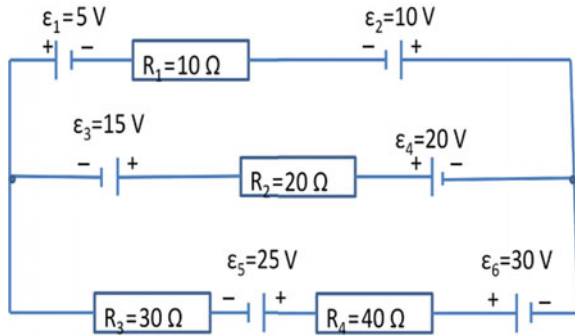 ε1=5 V ε2=10 V
+ − − +
R1=10 Ω
ε3=15 V ε4=20 V
− + + −
R2=20 Ω
ε5=25 V ε6=30 V
− + + −
R3=30 Ω R4=40 Ω